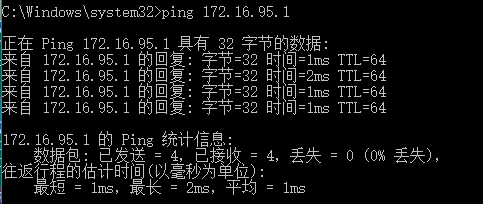 C:\Windows\system32>ping 172.16.95.1
正在 Ping 172.16.95.1 具有 32 字节的数据:
来自 172.16.95.1 的回复: 字节=32 时间=1ms TTL=64
来自 172.16.95.1 的回复: 字节=32 时间=2ms TTL=64
来自 172.16.95.1 的回复: 字节=32 时间=1ms TTL=64
来自 172.16.95.1 的回复: 字节=32 时间=1ms TTL=64
172.16.95.1 的 Ping 统计信息:
数据包: 已发送 = 4，已接收 = 4，丢失 = 0 (0% 丢失)，
往返行程的估计时间(以毫秒为单位):
最短 = 1ms，最长 = 2ms，平均 = 1ms